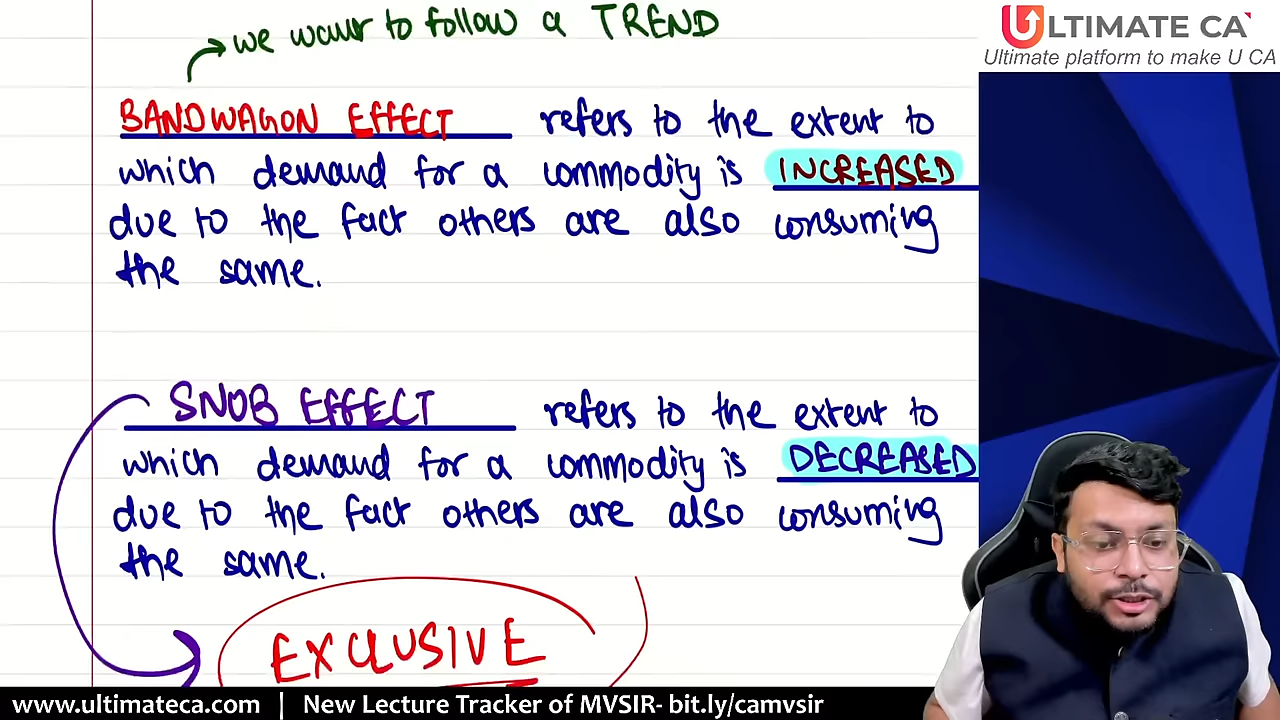 we want to follow a TREND
ULTIMATE CA
Ultimate platform to make U CA
BANDWAGON EFFECT refers to the extent to
which demand for a commodity is INCREASED
due to the fact others are also consuming
the same.
SNOB EFFECT refers to the extent to
which demand for a commodity is DECREASED
due to the fact others are also consuming
the same.
EXCLUSIVE
www.ultimateca.com | New Lecture Tracker of MVSIR- bit.ly/camvsir